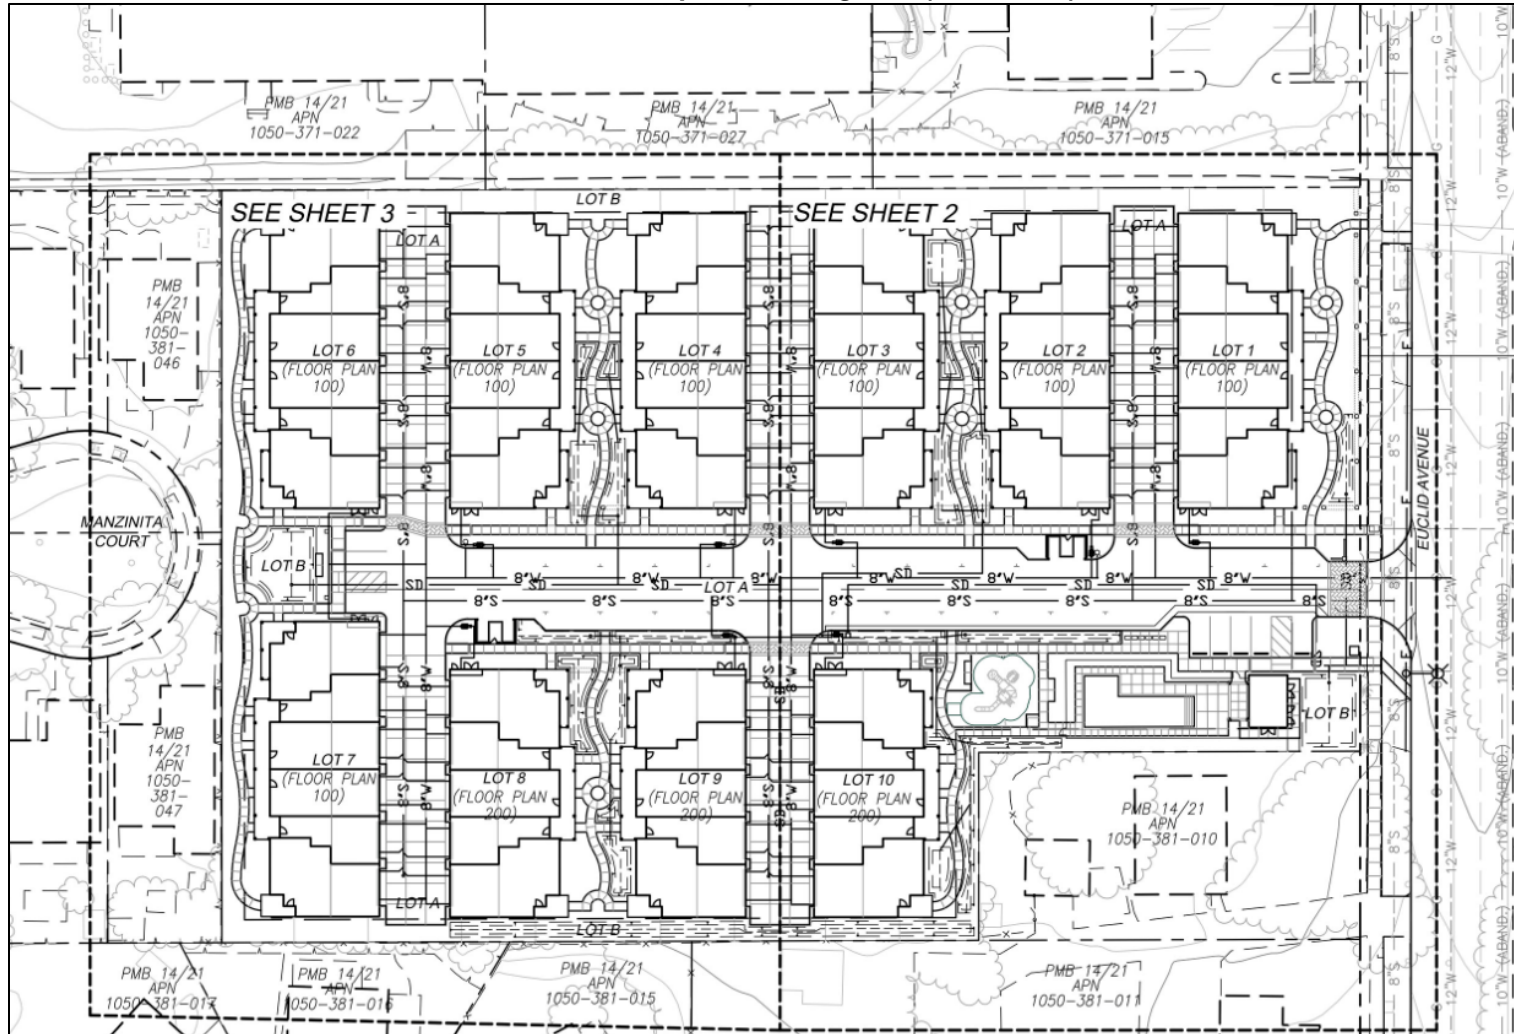 PMB 14/21
APN
1050-371-022
PMB 14/21
APN
1050-371-027
PMB 14/21
APN
1050-371-015
LOT B
SEE SHEET 3
SEE SHEET 2
LOT A
LOT A
PMB
14/21
APN
1050-
381-
046
LOT 6
(FLOOR PLAN
100)
LOT 5
(FLOOR PLAN
100)
LOT 4
(FLOOR PLAN
100)
LOT 3
(FLOOR PLAN
100)
LOT 2
(FLOOR PLAN
100)
LOT 1
(FLOOR PLAN
100)
MANZINITA
COURT
EUCLID AVENUE
LOT B
LOT A
8"W
8"W
8"W
8"W
8"W
8"W
SD
SD
SD
SD
SD
8"S
8"S
8"S
8"S
8"S
8"S
8"S
LOT B
PMB
14/21
APN
1050-
381-
047
LOT 7
(FLOOR PLAN
100)
LOT 8
(FLOOR PLAN
200)
LOT 9
(FLOOR PLAN
200)
LOT 10
(FLOOR PLAN
200)
PMB 14/21
APN
1050-381-010
LOT A
LOT B
PMB 14/21
APN
1050-381-017
PMB 14/21
APN
1050-381-016
PMB 14/21
APN
1050-381-015
PMB 14/21
APN
1050-381-011
8"S
12"W
10"W (ABAND.)
G